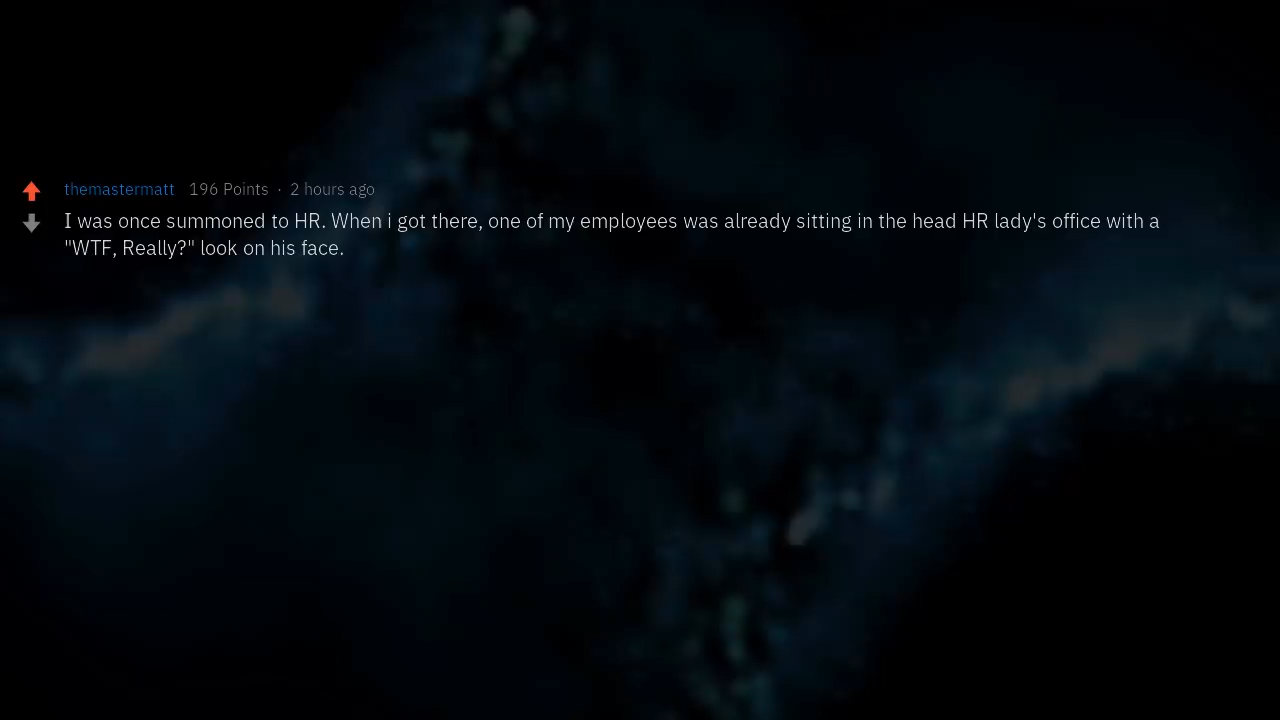 themastermatt 196 Points · 2 hours ago
I was once summoned to HR. When i got there, one of my employees was already sitting in the head HR lady's office with a
"WTF, Really?" look on his face.